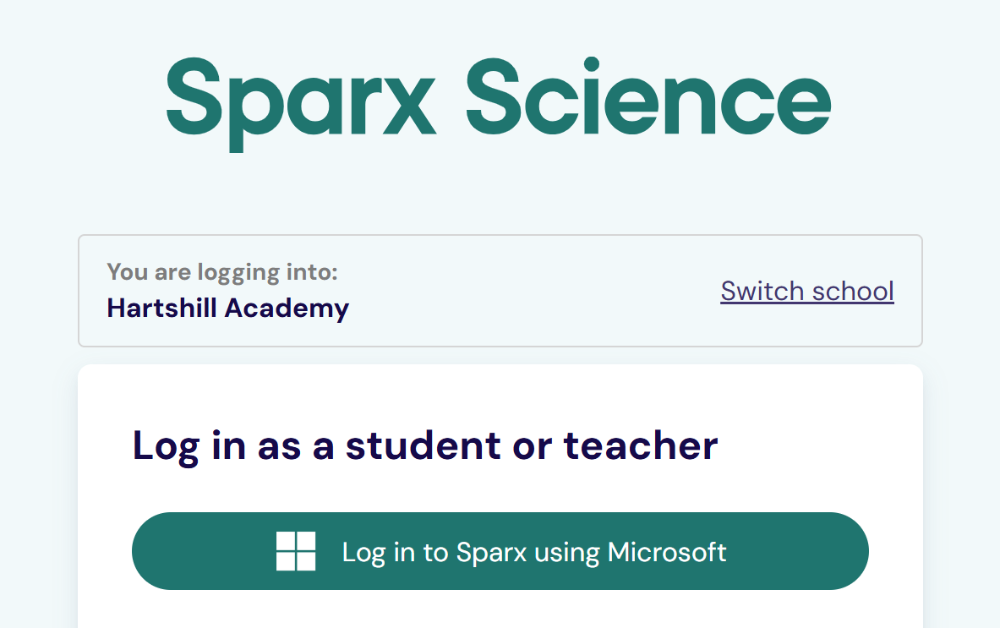 Sparx Science
You are logging into:
Hartshill Academy
Switch school
Log in as a student or teacher
Log in to Sparx using Microsoft